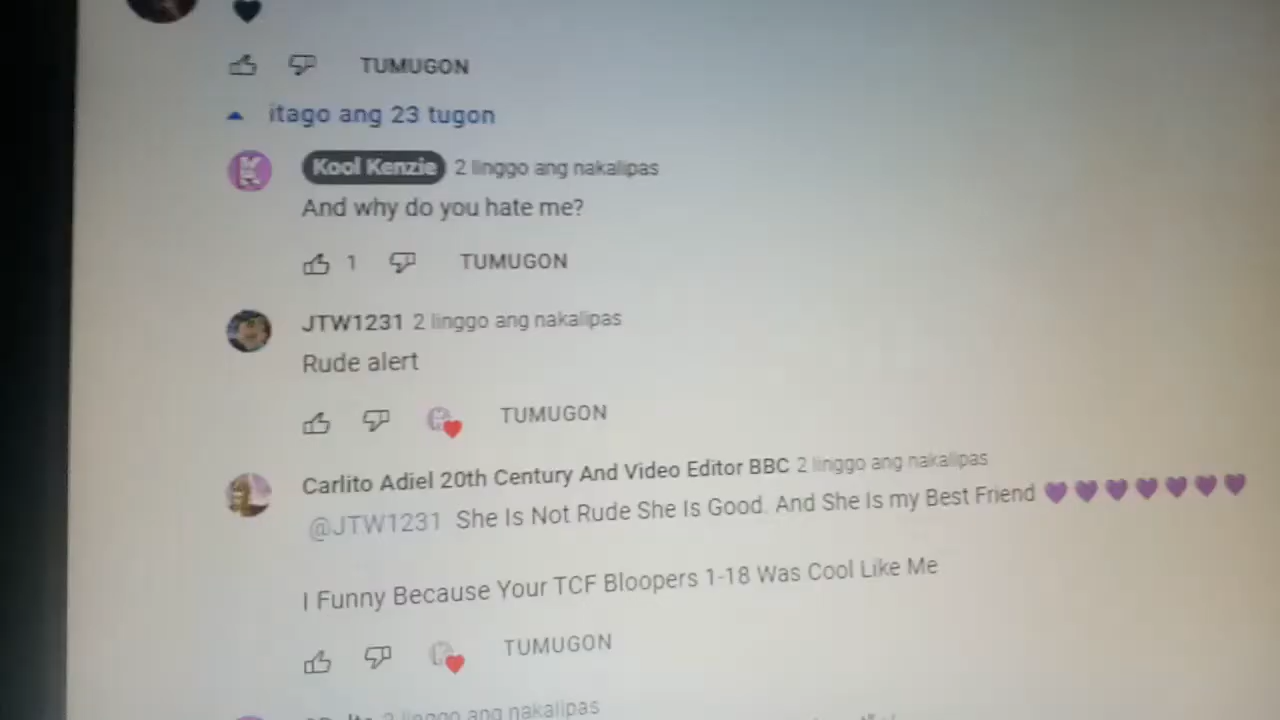 TUMUGON
itago ang 23 tugon
Kool Kenzie 2 linggo ang nakalipas
And why do you hate me?
1 TUMUGON
JTW1231 2 linggo ang nakalipas
Rude alert
TUMUGON
Carlito Adiel 20th Century And Video Editor BBC 2 linggo ang nakalipas
@JTW1231 She Is Not Rude She Is Good. And She Is my Best Friend 💜💜💜💜💜💜💜
I Funny Because Your TCF Bloopers 1-18 Was Cool Like Me
TUMUGON
2 linggo ang nakalipas